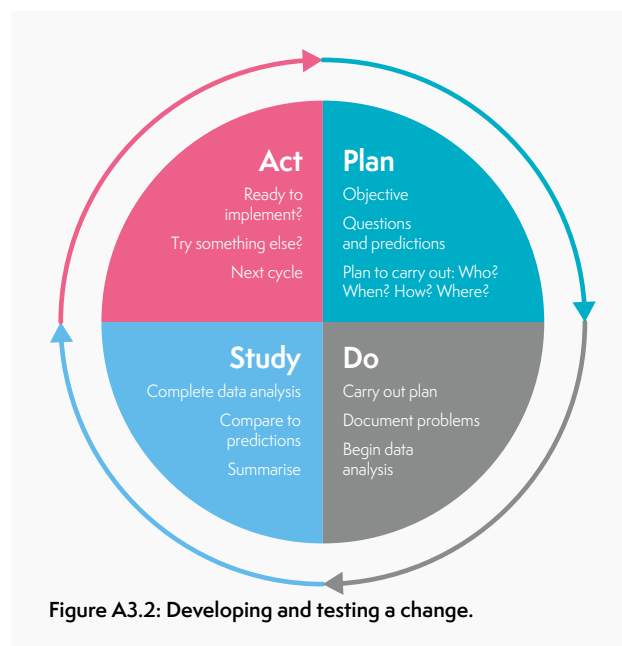 Act
Ready to
implement?
Try something else?
Next cycle
Plan
Objective
Questions
and predictions
Plan to carry out: Who?
When? How? Where?
Study
Complete data analysis
Compare to
predictions
Summarise
Do
Carry out plan
Document problems
Begin data
analysis
Figure A3.2: Developing and testing a change.